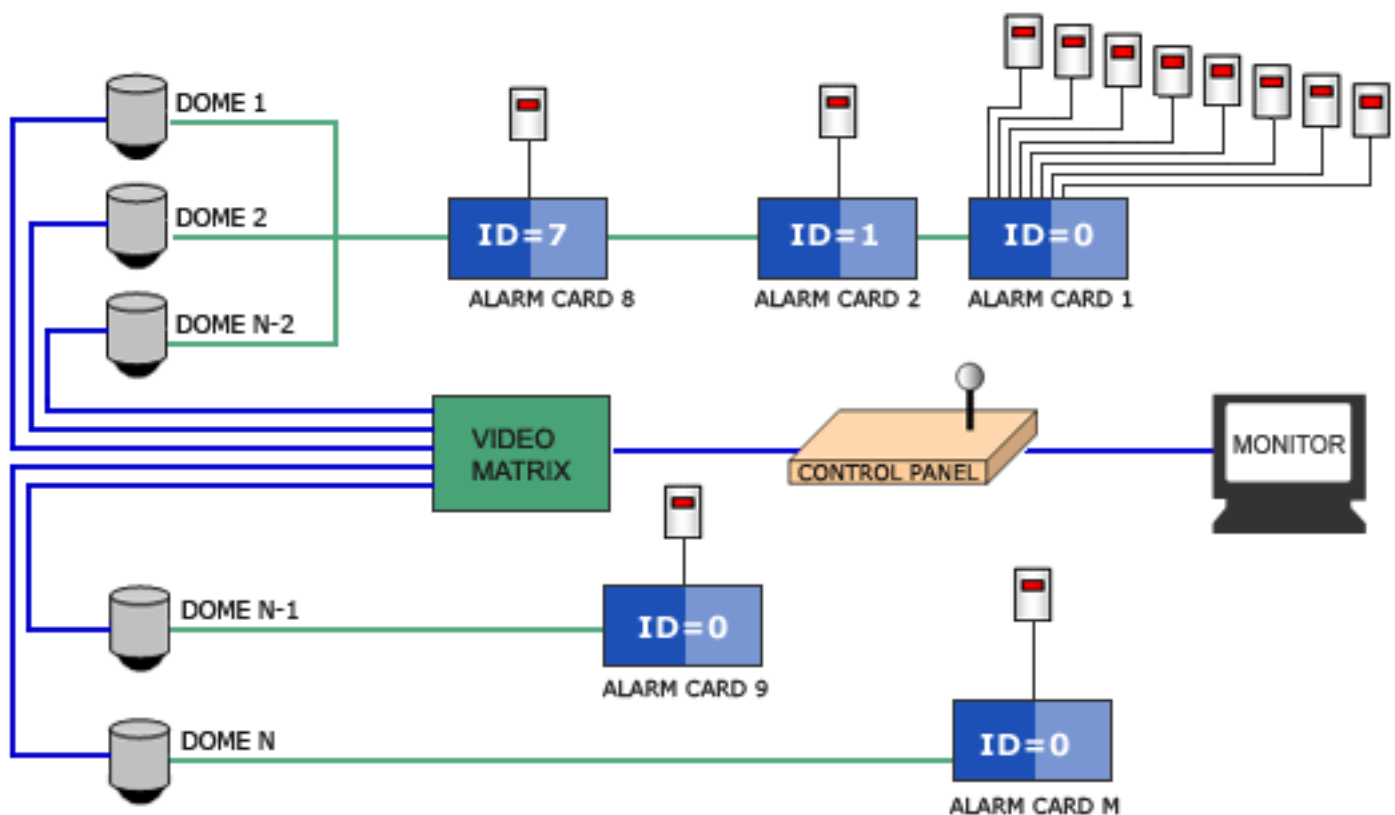 DOME 1
DOME 2
DOME N-2
ID=7
ID=1
ID=0
ALARM CARD 8
ALARM CARD 2
ALARM CARD 1
VIDEO
MATRIX
CONTROL PANEL
MONITOR
DOME N-1
ID=0
ALARM CARD 9
DOME N
ID=0
ALARM CARD M